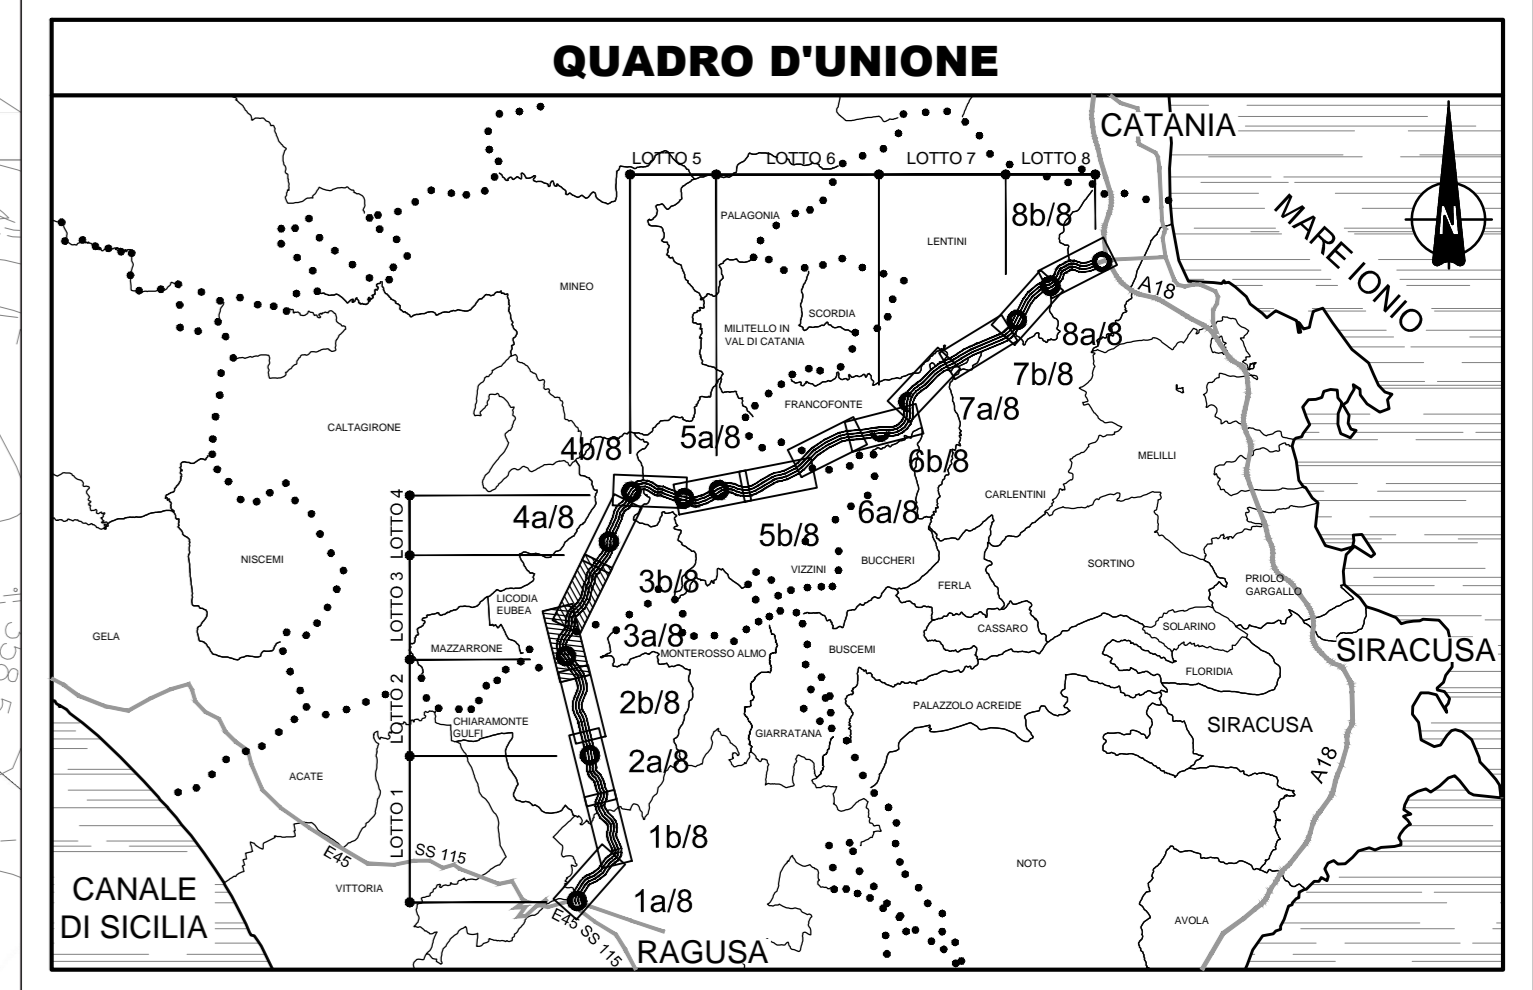 QUADRO D'UNIONE
CATANIA
LOTTO 5
LOTTO 6
LOTTO 7
LOTTO 8
8b/8
PALAGONIA
LENTINI
N
MARE IONIO
MINEO
A18
SCORDIA
MILITELLO IN
VAL DI CATANIA
8a/8
7b/8
FRANCOFONTE
7a/8
CALTAGIRONE
5a/8
4b/8
6b/8
MELILLI
CARLENTINI
LOTTO 4
4a/8
6a/8
5b/8
NISCEMI
VIZZINI
BUCCHERI
SORTINO
LOTTO 3
3b/8
FERLA
PRIOLO
GARGALLO
LICODIA
EUBEA
GEL​A
MAZZARRONE
3a/8
MONTEROSSO ALMO
CASSARO
SOLARINO
BUSCEMI
SIRACUSA
FLORIDIA
LOTTO 2
2b/8
PALAZZOLO ACREIDE
CHIARAMONTE
GULFI
GIARRATANA
SIRACUSA
2a/8
A18
ACATE
LOTTO 1
1b/8
E45
SS 115
NOTO
VITTORIA
CANALE
DI SICILIA
1a/8
E45 SS 115
RAGUSA
AVOLA